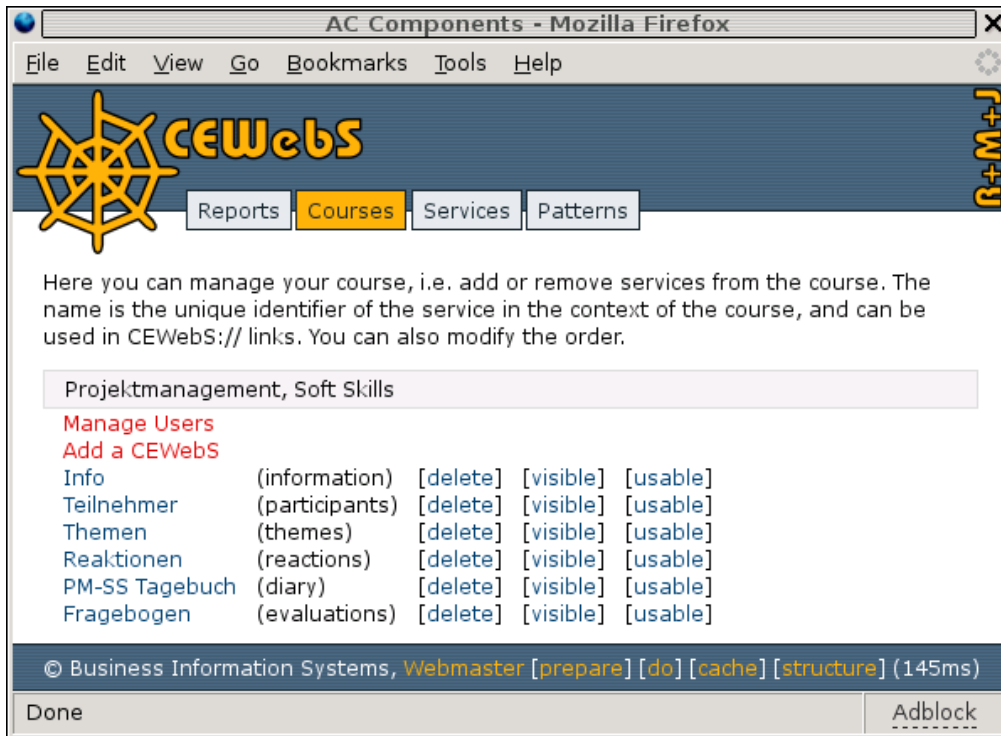 AC Components - Mozilla Firefox
File Edit View Go Bookmarks Tools Help
CEWebS
Reports Courses Services Patterns
Here you can manage your course, i.e. add or remove services from the course. The
name is the unique identifier of the service in the context of the course, and can be
used in CEWebS:// links. You can also modify the order.
Projektmanagement, Soft Skills
Manage Users
Add a CEWebS
Info (information) [delete] [visible] [usable]
Teilnehmer (participants) [delete] [visible] [usable]
Themen (themes) [delete] [visible] [usable]
Reaktionen (reactions) [delete] [visible] [usable]
PM-SS Tagebuch (diary) [delete] [visible] [usable]
Fragebogen (evaluations) [delete] [visible] [usable]
© Business Information Systems, Webmaster [prepare] [do] [cache] [structure] (145ms)
Done Adblock